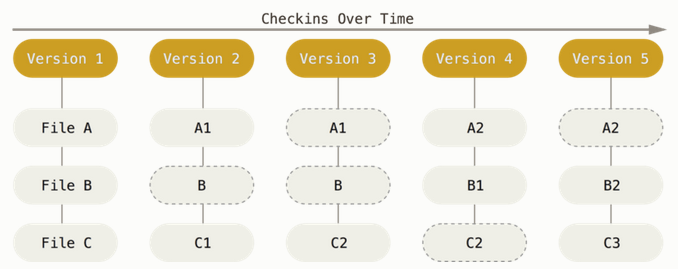 Checkins Over Time
Version 1 Version 2 Version 3 Version 4 Version 5
File A A1 A1 A2 A2
File B B B B1 B2
File C C1 C2 C2 C3